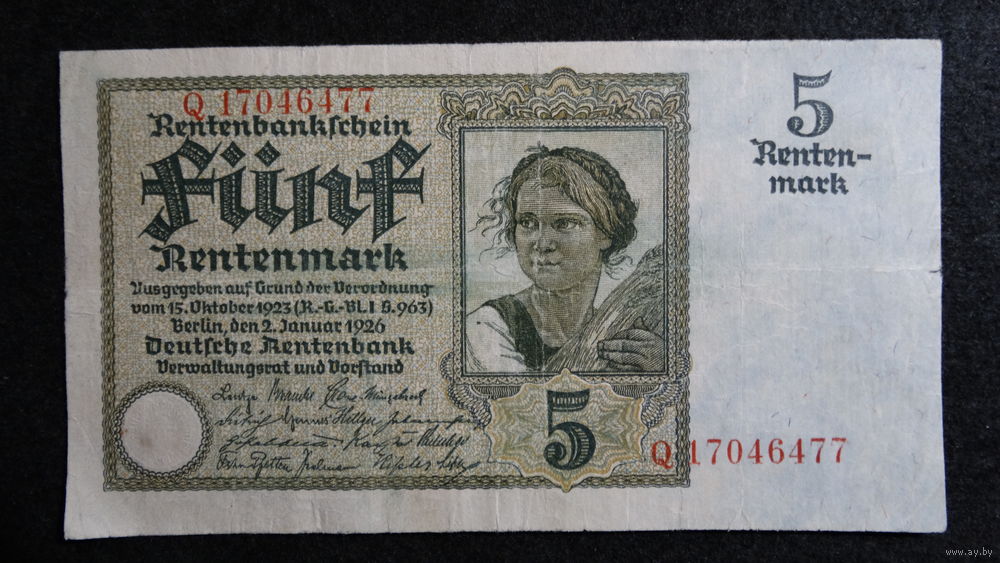 Q 17046477
Rentenbankschein
Fünf
Rentenmark
Ausgegeben auf Grund der Verordnung
vom 15. Oktober 1923 (R.-G.-Bl. I S. 963)
Berlin, den 2. Januar 1926
Deutsche Rentenbank
Verwaltungsrat und Vorstand
5
Renten-
mark
5
Q 17046477
www.ay.by